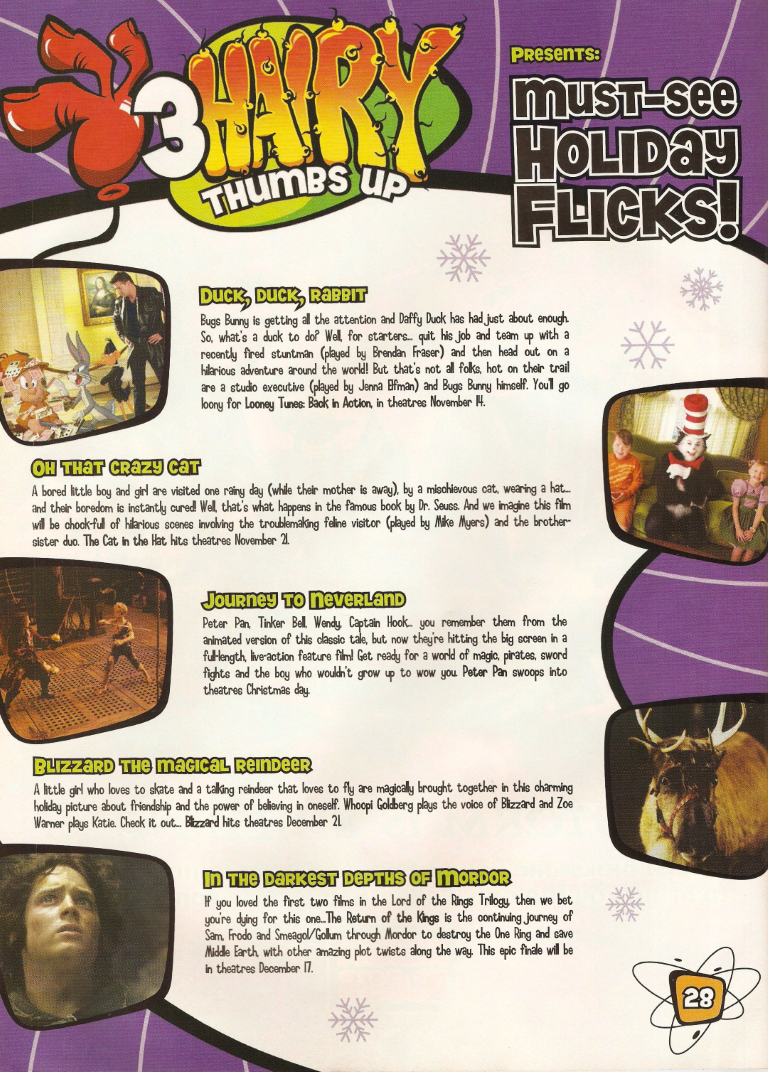 3 HAIRY
THUMBS UP
PRESENTS:
MUST-SEE
HOLIDAY
FLICKS!
DUCK, DUCK, RABBIT
Bugs Bunny is getting all the attention and Daffy Duck has had just about enough.
So, what's a duck to do? Well, for starters... quit his job and team up with a
recently fired stuntman (played by Brendan Fraser) and then head out on a
hilarious adventure around the world! But that's not all folks, hot on their trail
are a studio executive (played by Jenna Elfman) and Bugs Bunny himself. You'll go
loony for Looney Tunes: Back in Action, in theatres November 14.
OH THAT CRAZY CAT
A bored little boy and girl are visited one rainy day (while their mother is away), by a mischievous cat, wearing a hat...
and their boredom is instantly cured! Well, that's what happens in the famous book by Dr. Seuss. And we imagine this film
will be chock-full of hilarious scenes involving the troublemaking feline visitor (played by Mike Myers) and the brother-
sister duo. The Cat in the Hat hits theatres November 21.
JOURNEY TO NEVERLAND
Peter Pan, Tinker Bell, Wendy, Captain Hook... you remember them from the
animated version of this classic tale, but now they're hitting the big screen in a
full-length, live-action feature film! Get ready for a world of magic, pirates, sword
fights and the boy who wouldn't grow up to wow you. Peter Pan swoops into
theatres Christmas day.
BLIZZARD THE MAGICAL REINDEER
A little girl who loves to skate and a talking reindeer that loves to fly are magically brought together in this charming
holiday picture about friendship and the power of believing in oneself. Whoopi Goldberg plays the voice of Blizzard and Zoe
Warner plays Katie. Check it out... Blizzard hits theatres December 21.
IN THE DARKEST DEPTHS OF MORDOR
If you loved the first two films in the Lord of the Rings Trilogy, then we bet
you're dying for this one...The Return of the Kings is the continuing journey of
Sam, Frodo and Smeagol/Gollum through Mordor to destroy the One Ring and save
Middle Earth, with other amazing plot twists along the way. This epic finale will be
in theatres December 17.
28